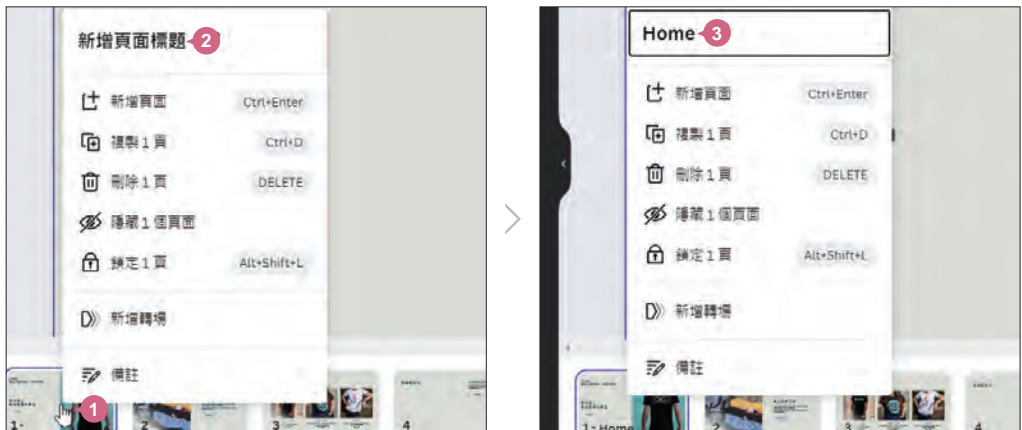 新增頁面標題 2
新增頁面 Ctrl+Enter
複製 1 頁 Ctrl+D
刪除 1 頁 DELETE
隱藏 1 個頁面
鎖定 1 頁 Alt+Shift+L
新增轉場
備註
1
1 -
2
3
4
Home 3
新增頁面 Ctrl+Enter
複製 1 頁 Ctrl+D
刪除 1 頁 DELETE
隱藏 1 個頁面
鎖定 1 頁 Alt+Shift+L
新增轉場
備註
1 - Home
2
3
4